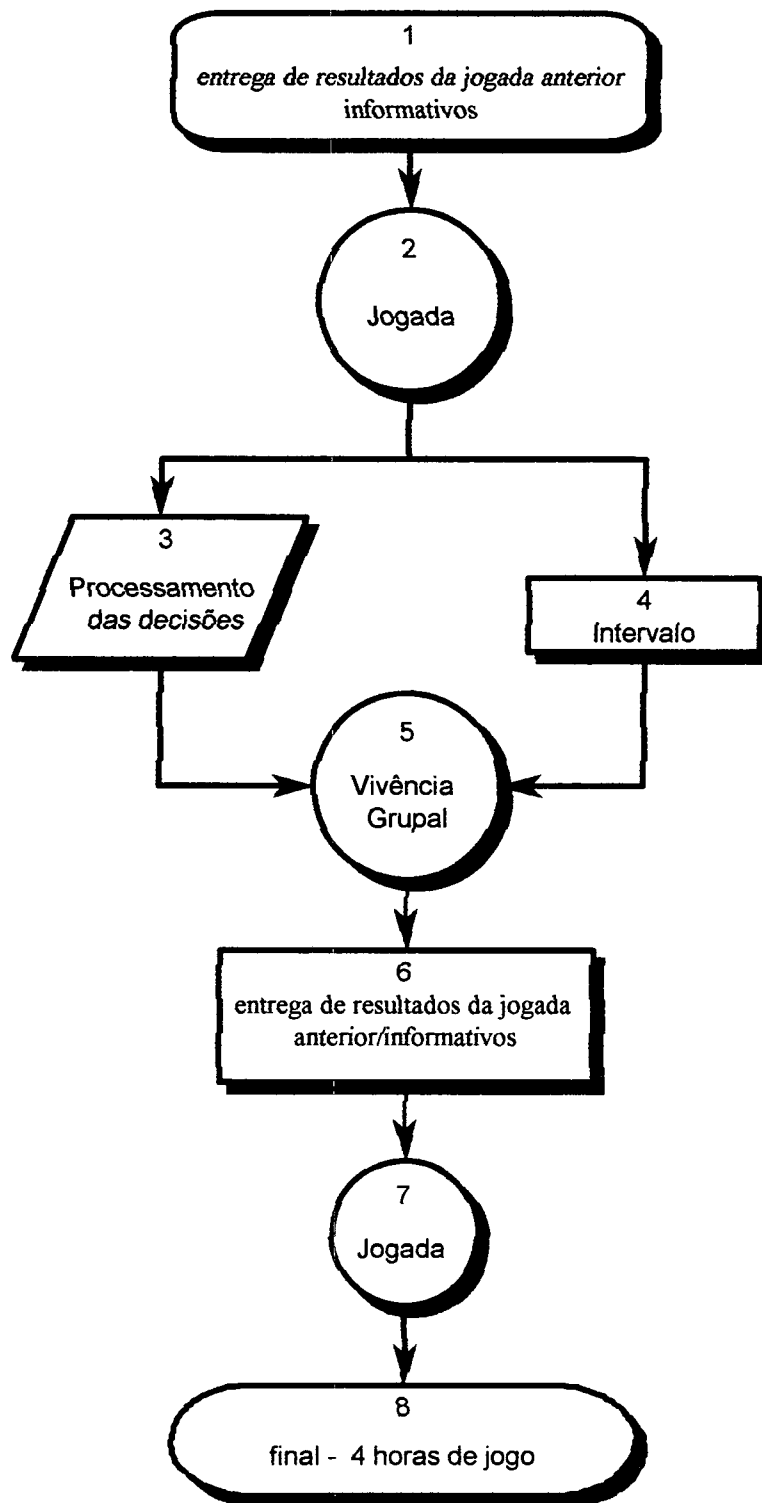 1
entrega de resultados da jogada anterior
informativos
2
Jogada
3
Processamento
das decisões
4
Intervalo
5
Vivência
Grupal
6
entrega de resultados da jogada
anterior/informativos
7
Jogada
8
final - 4 horas de jogo